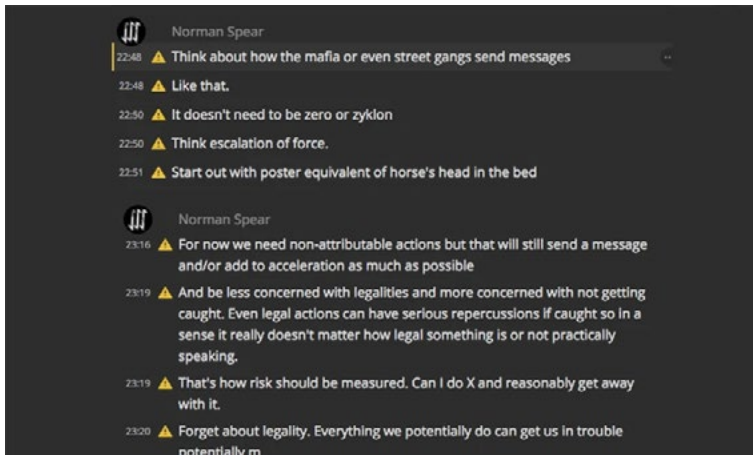 Norman Spear
22:48 Think about how the mafia or even street gangs send messages
22:48 Like that.
22:50 It doesn't need to be zero or zyklon
22:50 Think escalation of force.
22:51 Start out with poster equivalent of horse's head in the bed
Norman Spear
23:16 For now we need non-attributable actions but that will still send a message
and/or add to acceleration as much as possible
23:19 And be less concerned with legalities and more concerned with not getting
caught. Even legal actions can have serious repercussions if caught so in a
sense it really doesn't matter how legal something is or not practically
speaking.
23:19 That's how risk should be measured. Can I do X and reasonably get away
with it.
23:20 Forget about legality. Everything we potentially do can get us in trouble
potentially m